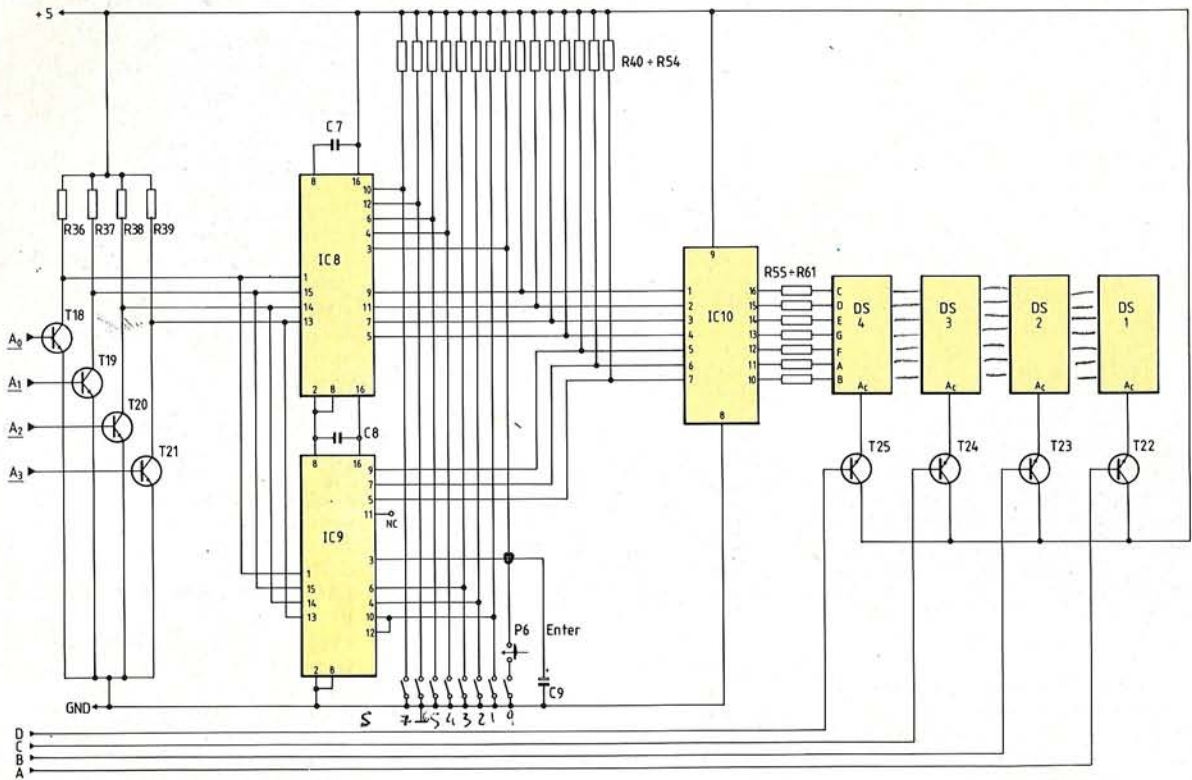 +5
R40 ÷ R54
C7
8 16
R36 R37 R38 R39
10
12
6
4
3
IC8
1
15
14
13
9
11
7
5
2 8 16
T18
A0
T19
A1
T20
A2
T21
A3
C8
8 16
9
7
5
11 NC
IC9
3
1
15
14
13
6
4
10
12
2 8
P6 Enter
+
C9
GND
S 7 6 5 4 3 2 1 9
9
IC10
1
2
3
4
5
6
7
16
15
14
13
12
11
10
8
R55÷R61
C
D
E
G
F
A
B
DS 4
DS 3
DS 2
DS 1
Ac Ac Ac Ac
T25 T24 T23 T22
D
C
B
A